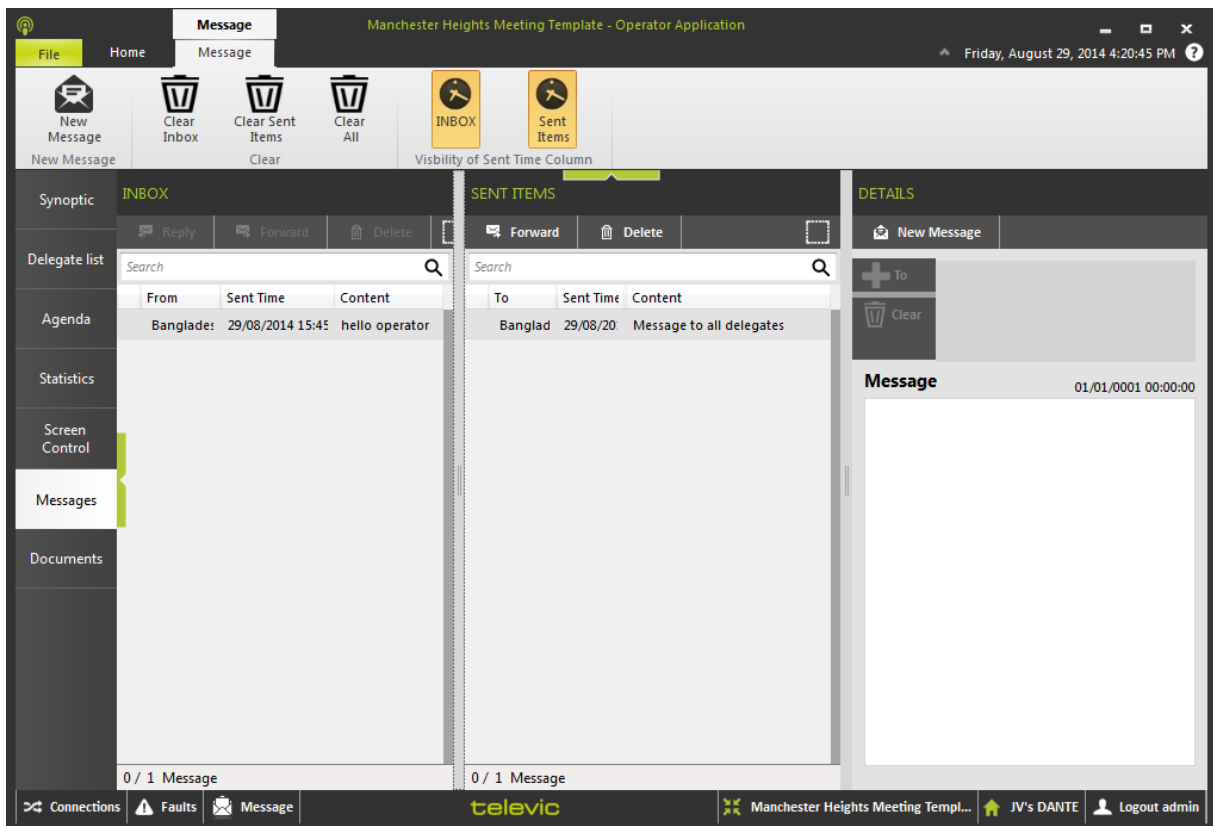 Message
Manchester Heights Meeting Template - Operator Application
File
Home
Message
Friday, August 29, 2014 4:20:45 PM
New Message
Clear Inbox
Clear Sent Items
Clear All
INBOX
Sent Items
New Message
Clear
Visbility of Sent Time Column
Synoptic
Delegate list
Agenda
Statistics
Screen Control
Messages
Documents
INBOX
Reply
Forward
Delete
Search
From Sent Time Content
Banglades 29/08/2014 15:45 hello operator
0 / 1 Message
SENT ITEMS
Forward
Delete
Search
To Sent Time Content
Banglad 29/08/20 Message to all delegates
0 / 1 Message
DETAILS
New Message
To
Clear
Message
01/01/0001 00:00:00
Connections
Faults
Message
televic
Manchester Heights Meeting Templ...
JV's DANTE
Logout admin